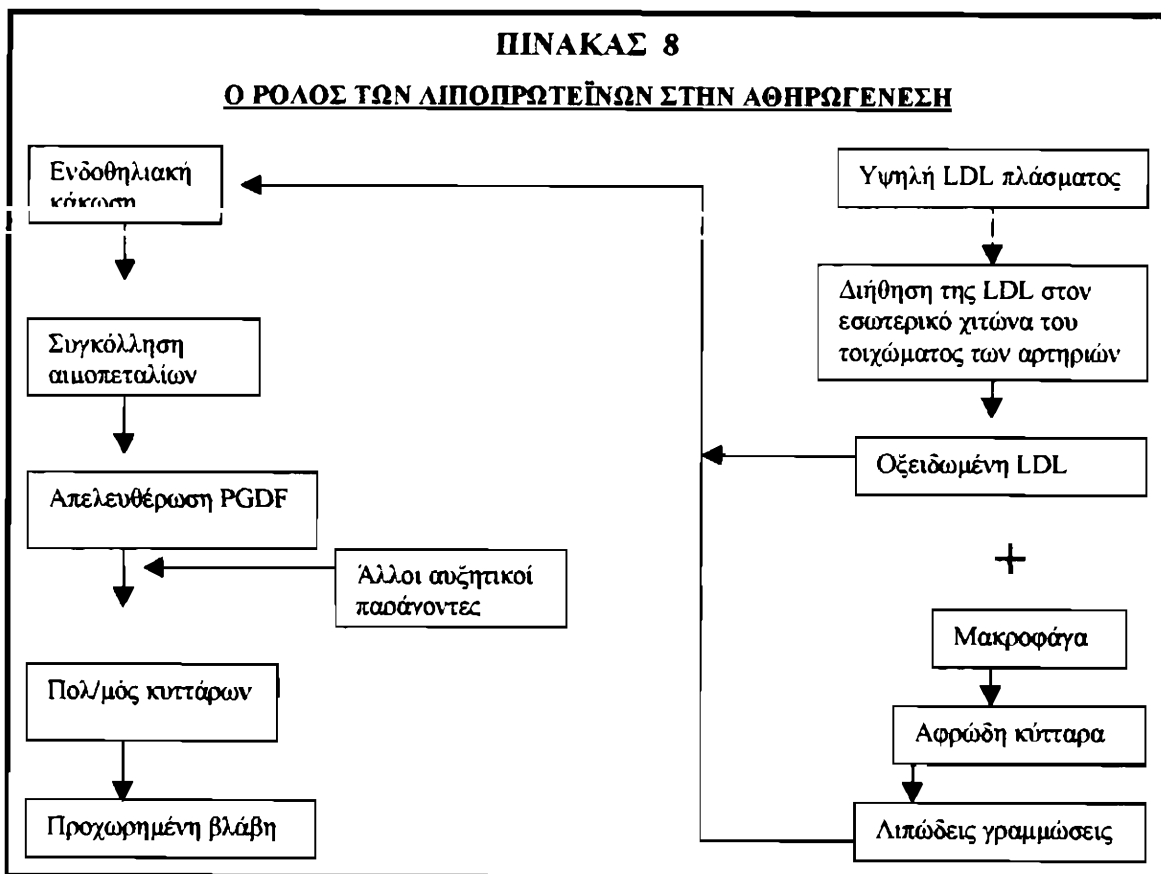 ΠΙΝΑΚΑΣ 8
Ο ΡΟΛΟΣ ΤΩΝ ΛΙΠΟΠΡΩΤΕΪΝΩΝ ΣΤΗΝ ΑΘΗΡΩΓΕΝΕΣΗ
Ενδοθηλιακή
κάκωση
Συγκόλληση
αιμοπεταλίων
Απελευθέρωση PGDF
Άλλοι αυξητικοί
παράγοντες
Πολ/μός κυττάρων
Προχωρημένη βλάβη
Υψηλή LDL πλάσματος
Διήθηση της LDL στον
εσωτερικό χιτώνα του
τοιχώματος των αρτηριών
Οξειδωμένη LDL
+
Μακροφάγα
Αφρώδη κύτταρα
Λιπώδεις γραμμώσεις